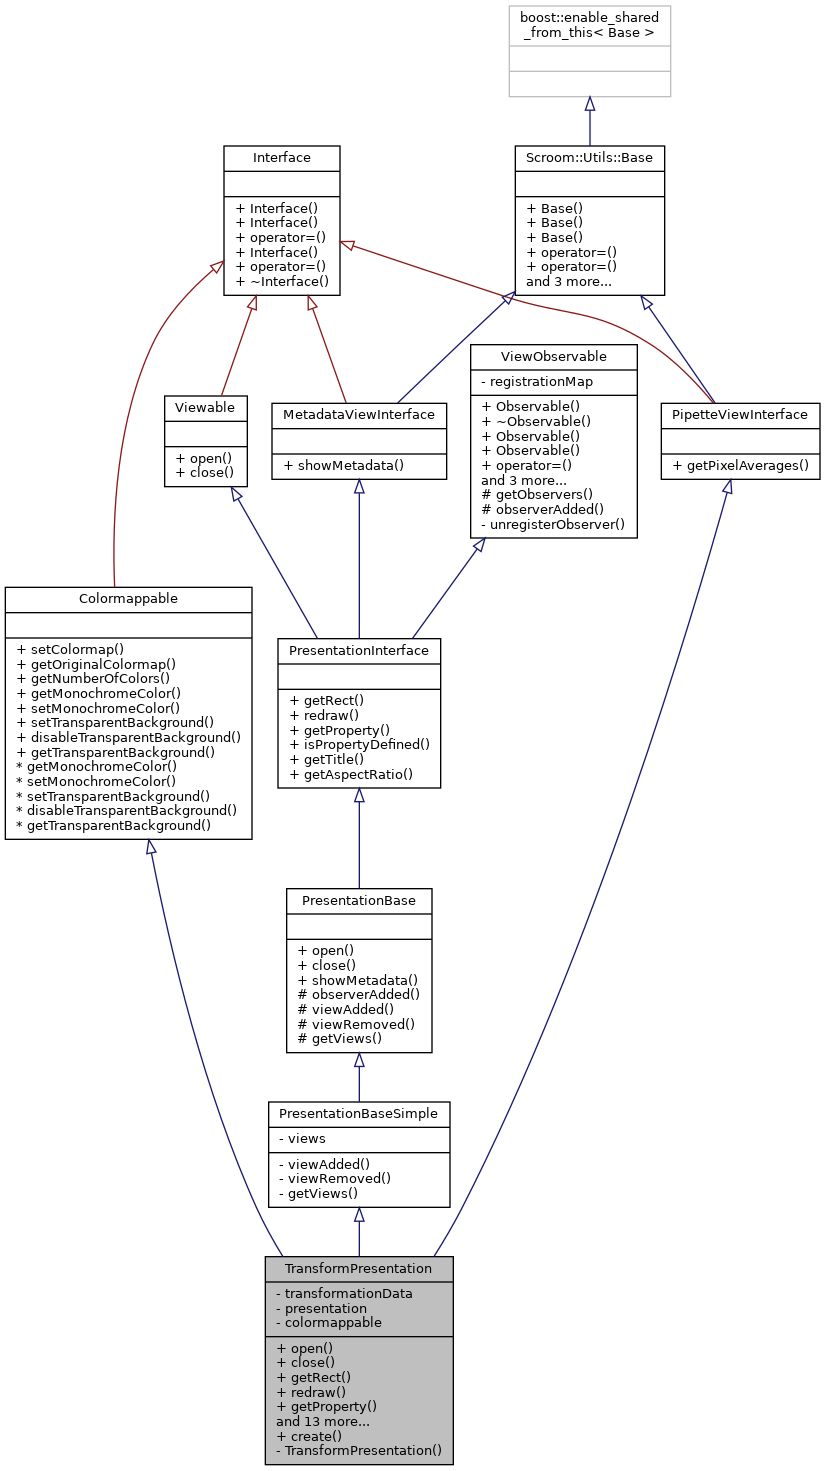 boost::enable_shared
_from_this< Base >
Interface
+ Interface()
+ Interface()
+ operator=()
+ Interface()
+ operator=()
+ ~Interface()
Scroom::Utils::Base
+ Base()
+ Base()
+ Base()
+ operator=()
+ operator=()
and 3 more...
ViewObservable
- registrationMap
+ Observable()
+ ~Observable()
+ Observable()
+ Observable()
+ operator=()
and 3 more...
# getObservers()
# observerAdded()
- unregisterObserver()
Viewable
+ open()
+ close()
MetadataViewInterface
+ showMetadata()
PipetteViewInterface
+ getPixelAverages()
Colormappable
+ setColormap()
+ getOriginalColormap()
+ getNumberOfColors()
+ getMonochromeColor()
+ setMonochromeColor()
+ setTransparentBackground()
+ disableTransparentBackground()
+ getTransparentBackground()
* getMonochromeColor()
* setMonochromeColor()
* setTransparentBackground()
* disableTransparentBackground()
* getTransparentBackground()
PresentationInterface
+ getRect()
+ redraw()
+ getProperty()
+ isPropertyDefined()
+ getTitle()
+ getAspectRatio()
PresentationBase
+ open()
+ close()
+ showMetadata()
# observerAdded()
# viewAdded()
# viewRemoved()
# getViews()
PresentationBaseSimple
- views
- viewAdded()
- viewRemoved()
- getViews()
TransformPresentation
- transformationData
- presentation
- colormappable
+ open()
+ close()
+ getRect()
+ redraw()
+ getProperty()
and 13 more...
+ create()
- TransformPresentation()